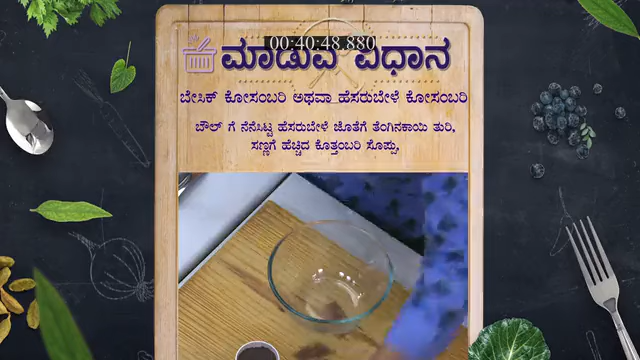 00:40:48.880
ಮಾಡುವ ವಿಧಾನ
ಬೇಸಿಕ್ ಕೋಸಂಬರಿ ಅಥವಾ ಹೆಸರುಬೇಳೆ ಕೋಸಂಬರಿ
ಬೌಲ್ ಗೆ ನೆನೆಸಿಟ್ಟ ಹೆಸರುಬೇಳೆ ಜೊತೆಗೆ ತೆಂಗಿನಕಾಯಿ ತುರಿ,
ಸಣ್ಣಗೆ ಹೆಚ್ಚಿದ ಕೊತ್ತಂಬರಿ ಸೊಪ್ಪು,